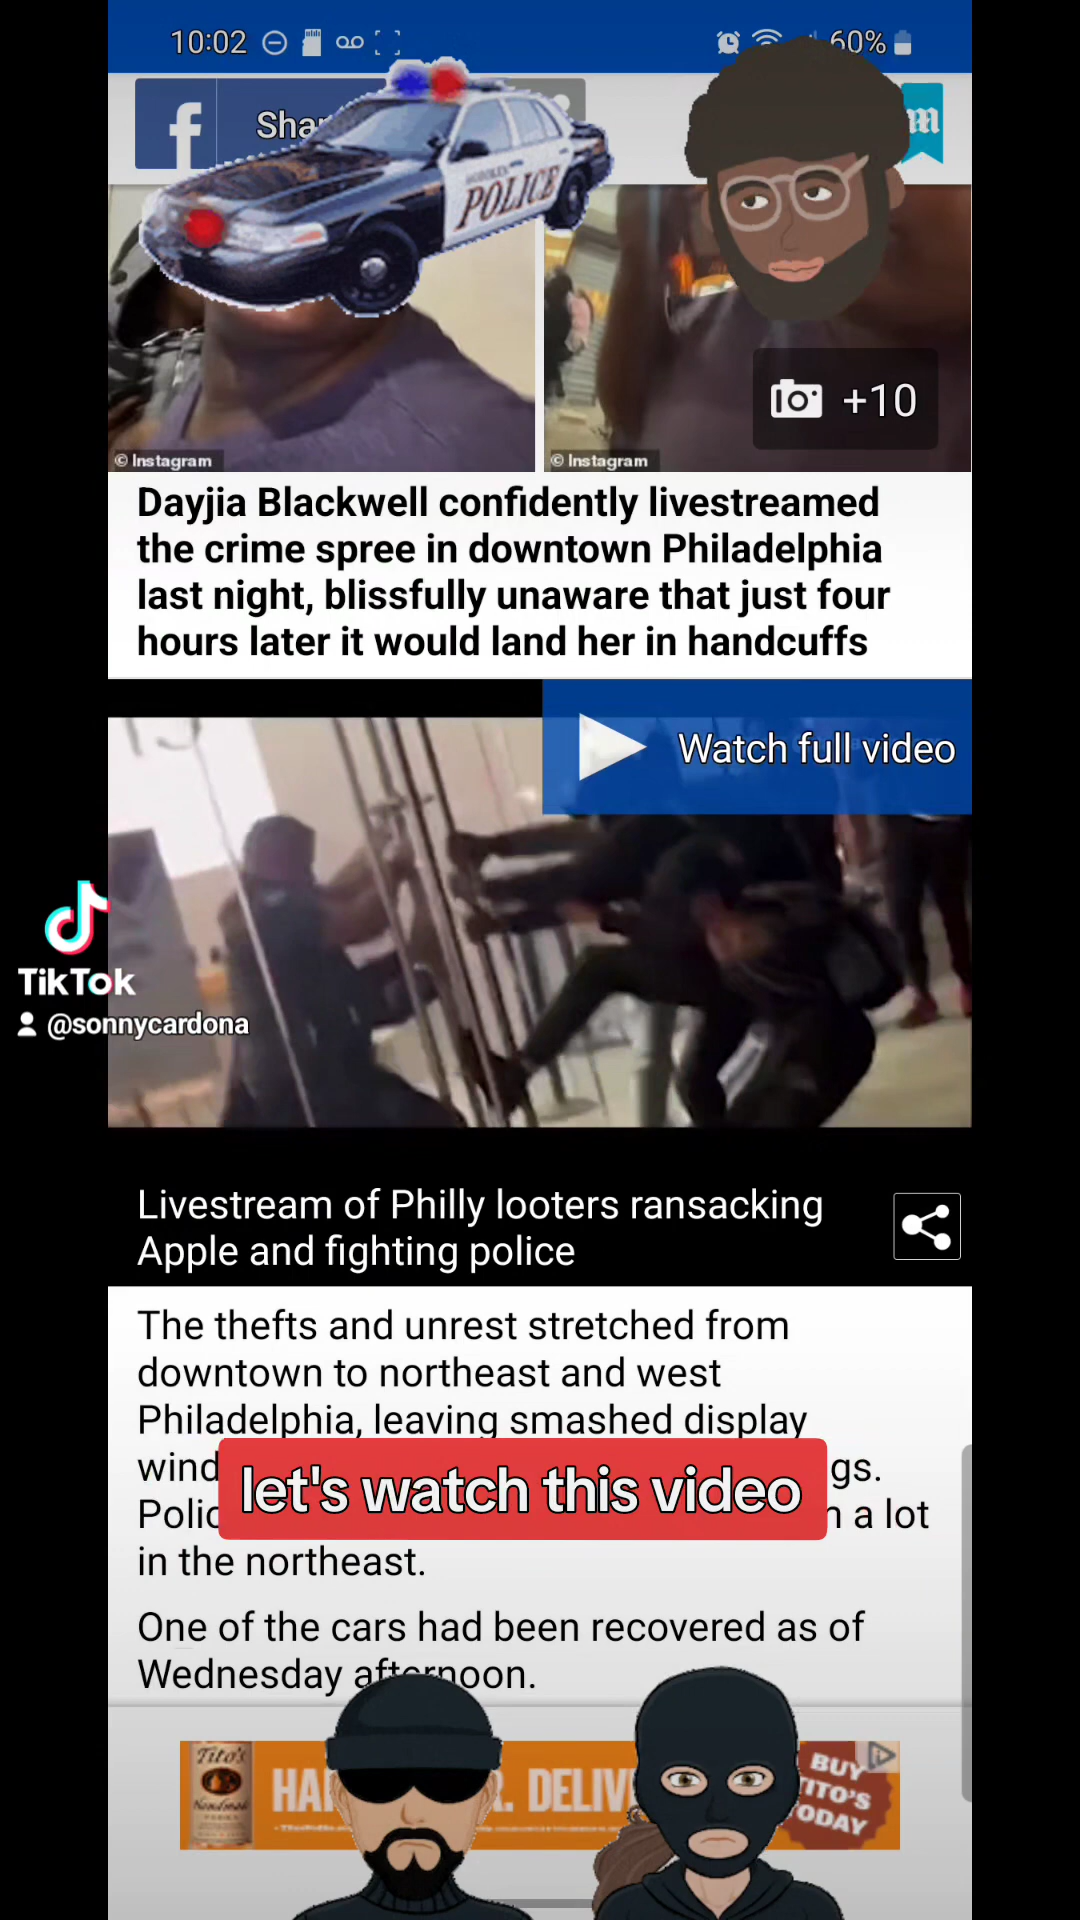 10:02
60%
f
Sha
POLICE
m
+10
© Instagram
© Instagram
Dayjia Blackwell confidently livestreamed
the crime spree in downtown Philadelphia
last night, blissfully unaware that just four
hours later it would land her in handcuffs
Watch full video
TikTok
@sonnycardona
Livestream of Philly looters ransacking
Apple and fighting police
The thefts and unrest stretched from
downtown to northeast and west
Philadelphia, leaving smashed display
wind gs.
let's watch this video
Polic a lot
in the northeast.
One of the cars had been recovered as of
Wednesday afternoon.
Tito's
Handmade
VODKA
HA . DELIV
BUY
TITO'S
TODAY